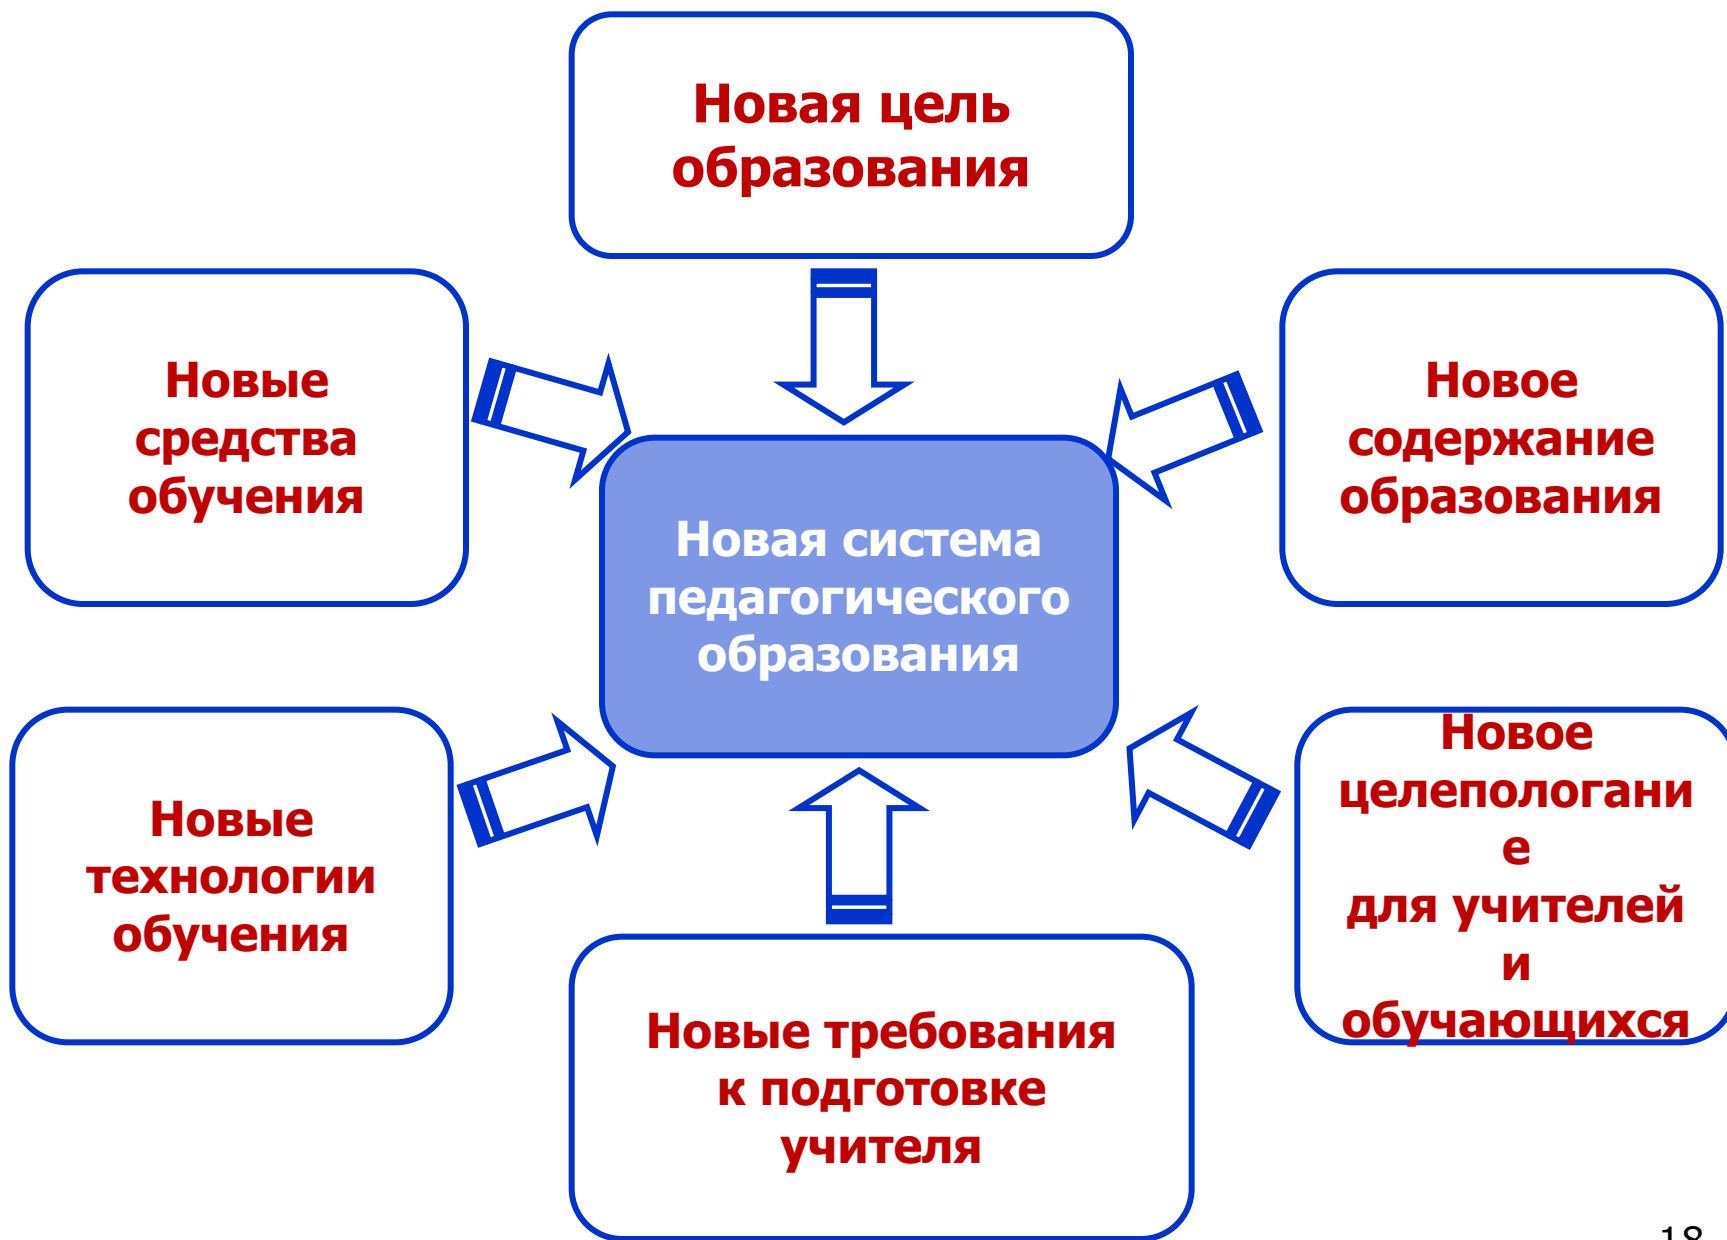 Новая цель
образования
Новые
средства
обучения
Новое
содержание
образования
Новая система
педагогического
образования
Новые
технологии
обучения
Новое
целепологани
е
для учителей
и
обучающихся
Новые требования
к подготовке
учителя
18